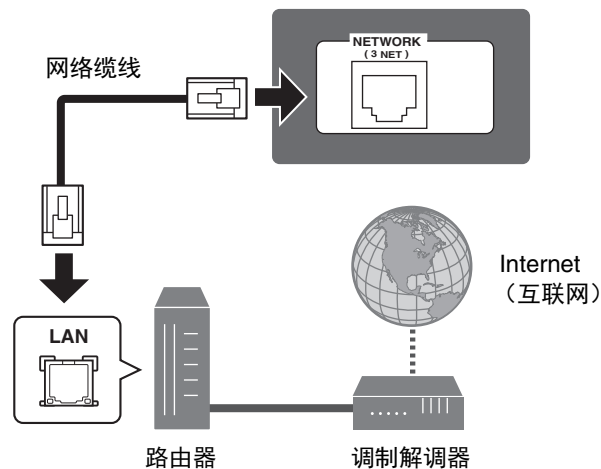 NETWORK
( 3 NET )
网络缆线
Internet
（互联网）
LAN
路由器
调制解调器